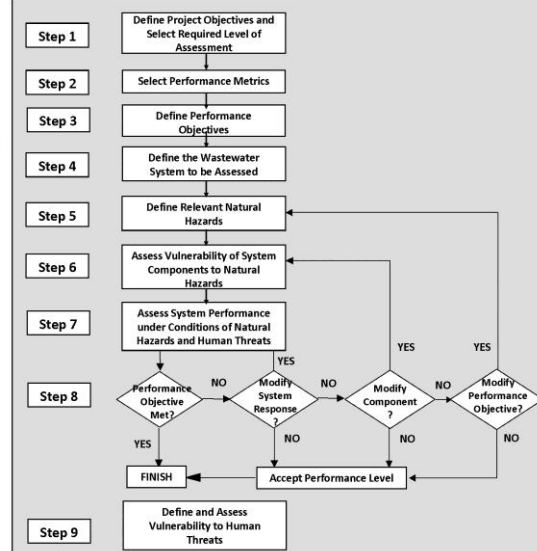 Step 1
Define Project Objectives and
Select Required Level of
Assessment
Step 2
Select Performance Metrics
Step 3
Define Performance
Objectives
Step 4
Define the Wastewater
System to be Assessed
Step 5
Define Relevant Natural
Hazards
Step 6
Assess Vulnerability of System
Components to Natural
Hazards
Step 7
Assess System Performance
under Conditions of Natural
Hazards and Human Threats
YES
YES
YES
Step 8
Performance
Objective
Met?
NO
Modify
System
Response
?
NO
Modify
Component
?
NO
Modify
Performance
Objective?
YES
NO
NO
NO
FINISH
Accept Performance Level
Step 9
Define and Assess
Vulnerability to Human
Threats